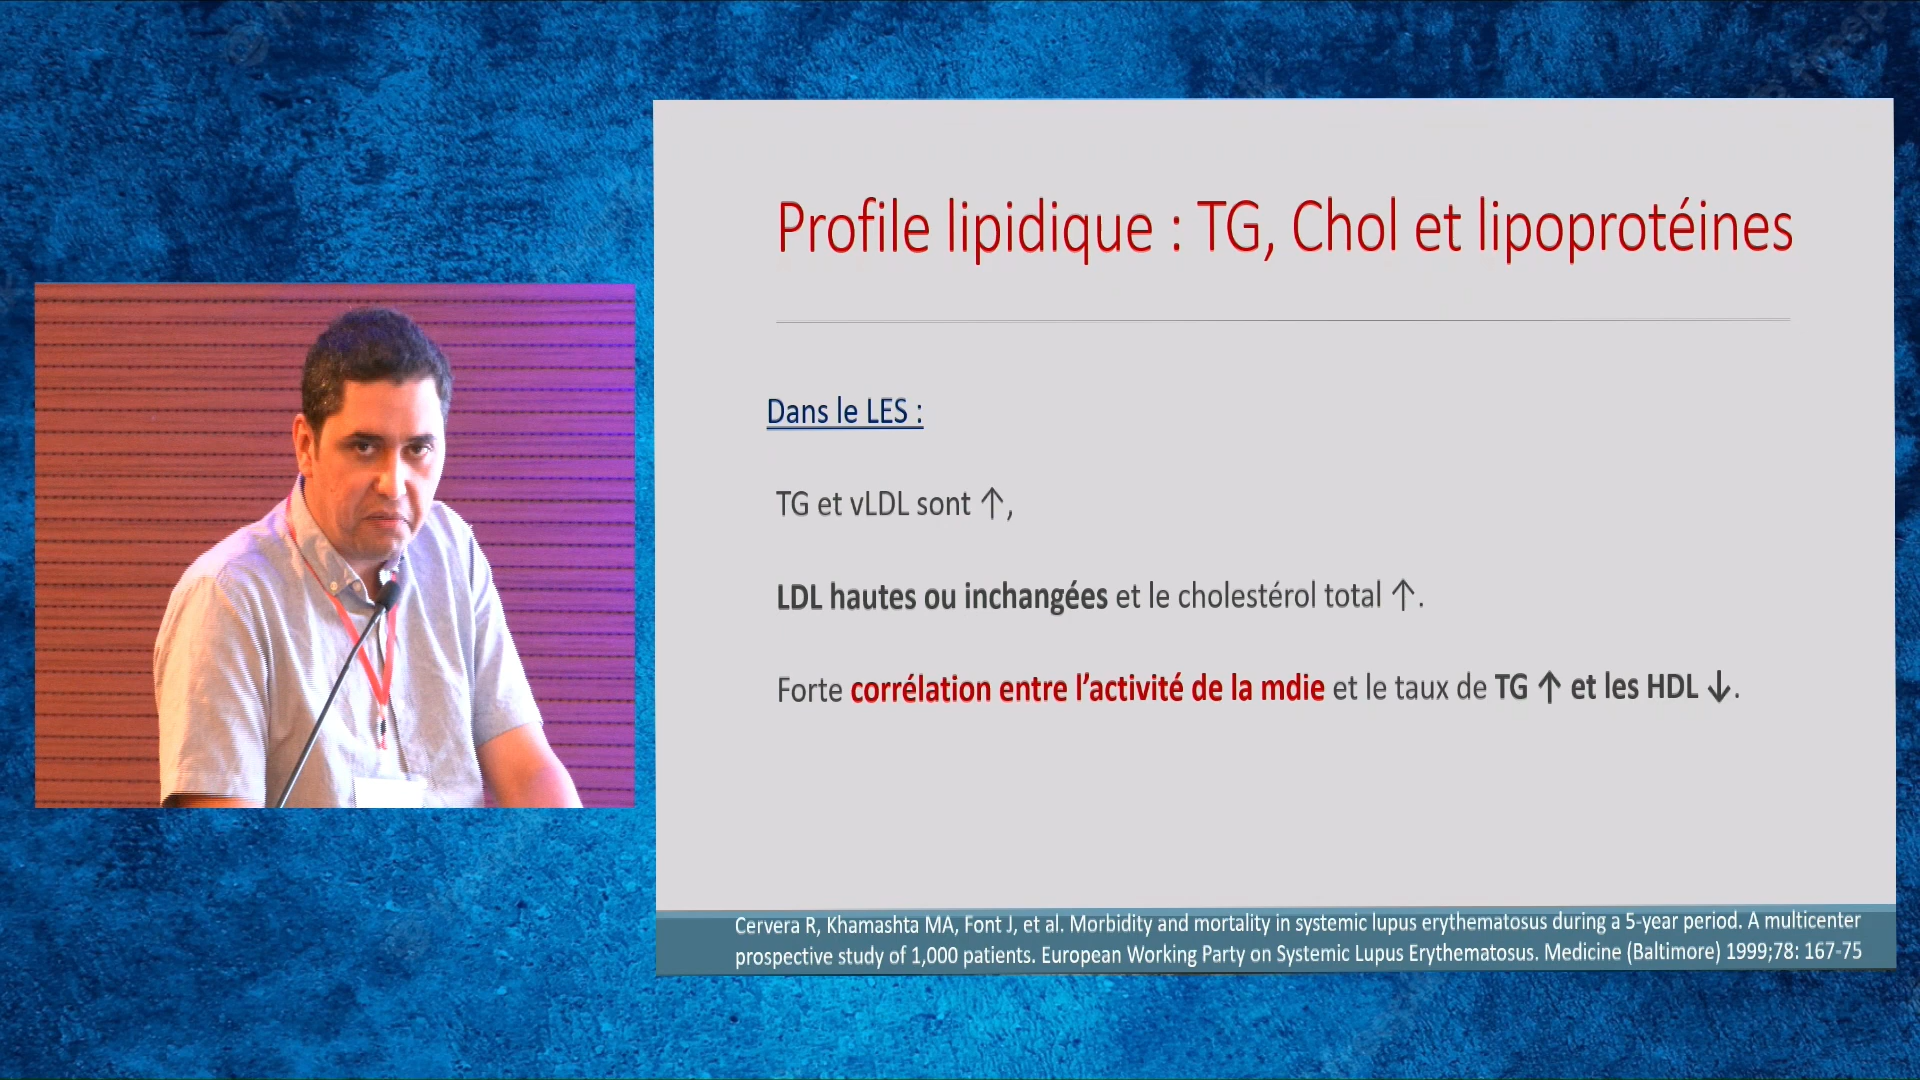 Profile lipidique : TG, Chol et lipoprotéines
Dans le LES :
TG et vLDL sont ↑,
LDL hautes ou inchangées et le cholestérol total ↑.
Forte corrélation entre l’activité de la mdie et le taux de TG ↑ et les HDL ↓.
Cervera R, Khamashta MA, Font J, et al. Morbidity and mortality in systemic lupus erythematosus during a 5-year period. A multicenter
prospective study of 1,000 patients. European Working Party on Systemic Lupus Erythematosus. Medicine (Baltimore) 1999;78: 167-75